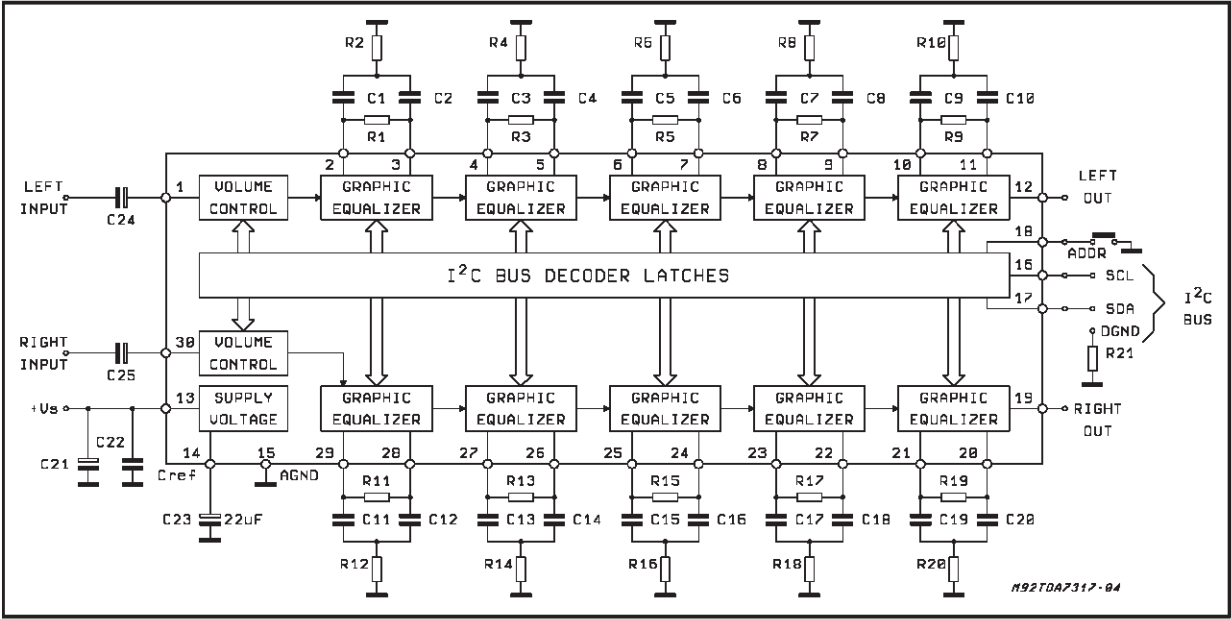 R2 R4 R6 R8 R10
C1 C2 C3 C4 C5 C6 C7 C8 C9 C10
R1 R3 R5 R7 R9
2 3 4 5 6 7 8 9 10 11
LEFT INPUT
C24
1
VOLUME CONTROL
GRAPHIC EQUALIZER
GRAPHIC EQUALIZER
GRAPHIC EQUALIZER
GRAPHIC EQUALIZER
GRAPHIC EQUALIZER
12
LEFT OUT
18
ADDR
I²C BUS DECODER LATCHES
16
SCL
17
SDA
I²C BUS
DGND
R21
RIGHT INPUT
C25
30
VOLUME CONTROL
+Vs
13
SUPPLY VOLTAGE
GRAPHIC EQUALIZER
GRAPHIC EQUALIZER
GRAPHIC EQUALIZER
GRAPHIC EQUALIZER
GRAPHIC EQUALIZER
19
RIGHT OUT
C21
C22
14 15 29 28 27 26 25 24 23 22 21 20
Cref
AGND
R11 R13 R15 R17 R19
C23
22uF
C11 C12 C13 C14 C15 C16 C17 C18 C19 C20
R12 R14 R16 R18 R20
M92TDA7317-04